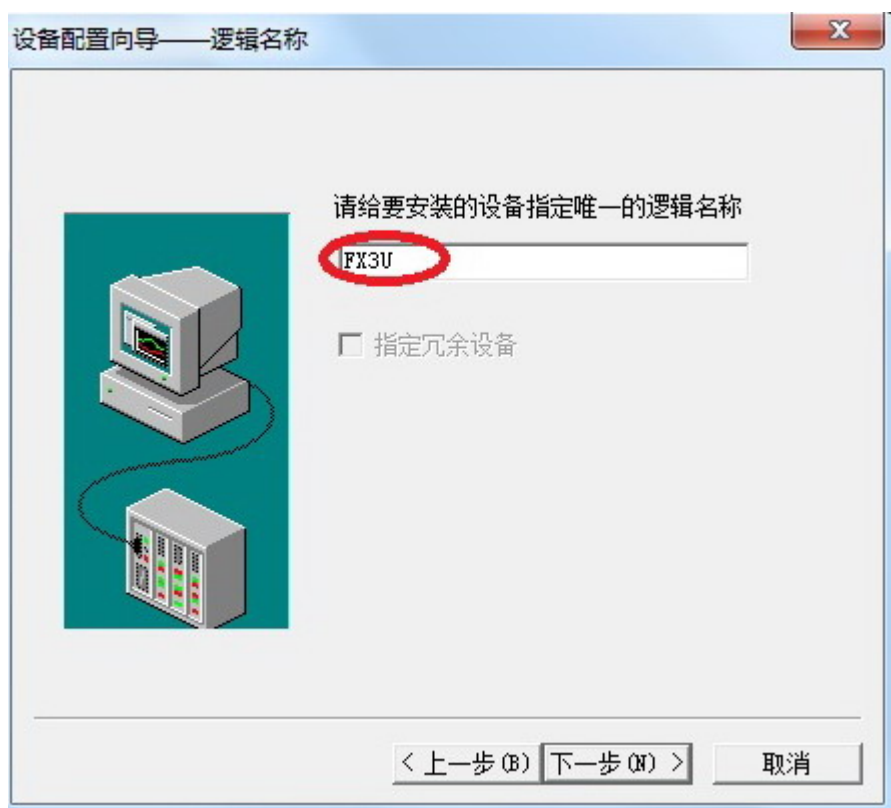 设备配置向导——逻辑名称
请给要安装的设备指定唯一的逻辑名称
FX3U
指定冗余设备
< 上一步(B)
下一步(N) >
取消